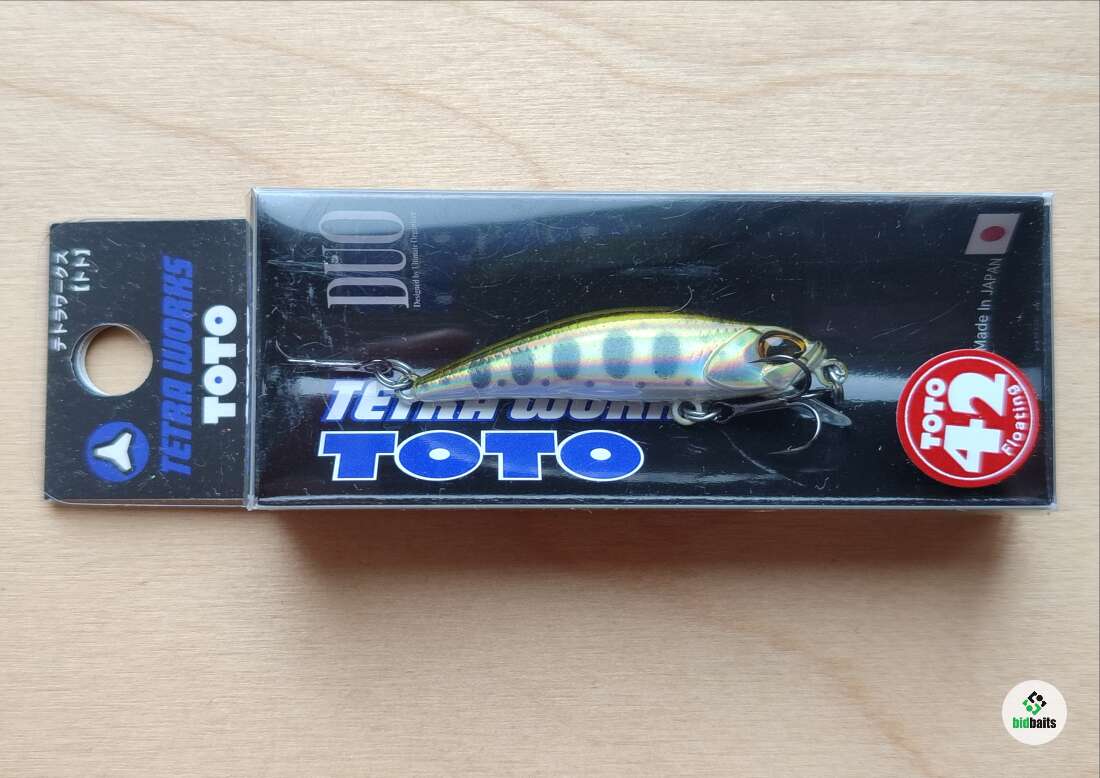 テトラワークス
【トト】
TETRA WORKS
TOTO
DUO
Designed by Ultimate Originator
Made In JAPAN
TETRA WORKS
TOTO
TOTO
42
Floating
bidbaits